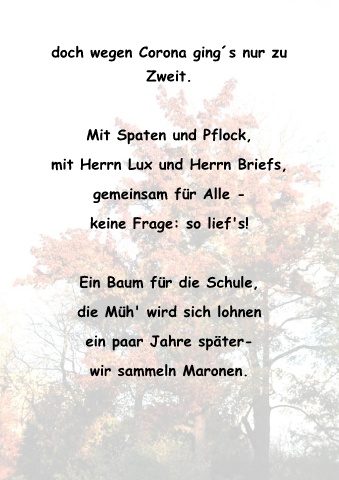 doch wegen Corona ging´s nur zu
Zweit.
Mit Spaten und Pflock,
mit Herrn Lux und Herrn Briefs,
gemeinsam für Alle -
keine Frage: so lief's!
Ein Baum für die Schule,
die Müh' wird sich lohnen
ein paar Jahre später-
wir sammeln Maronen.